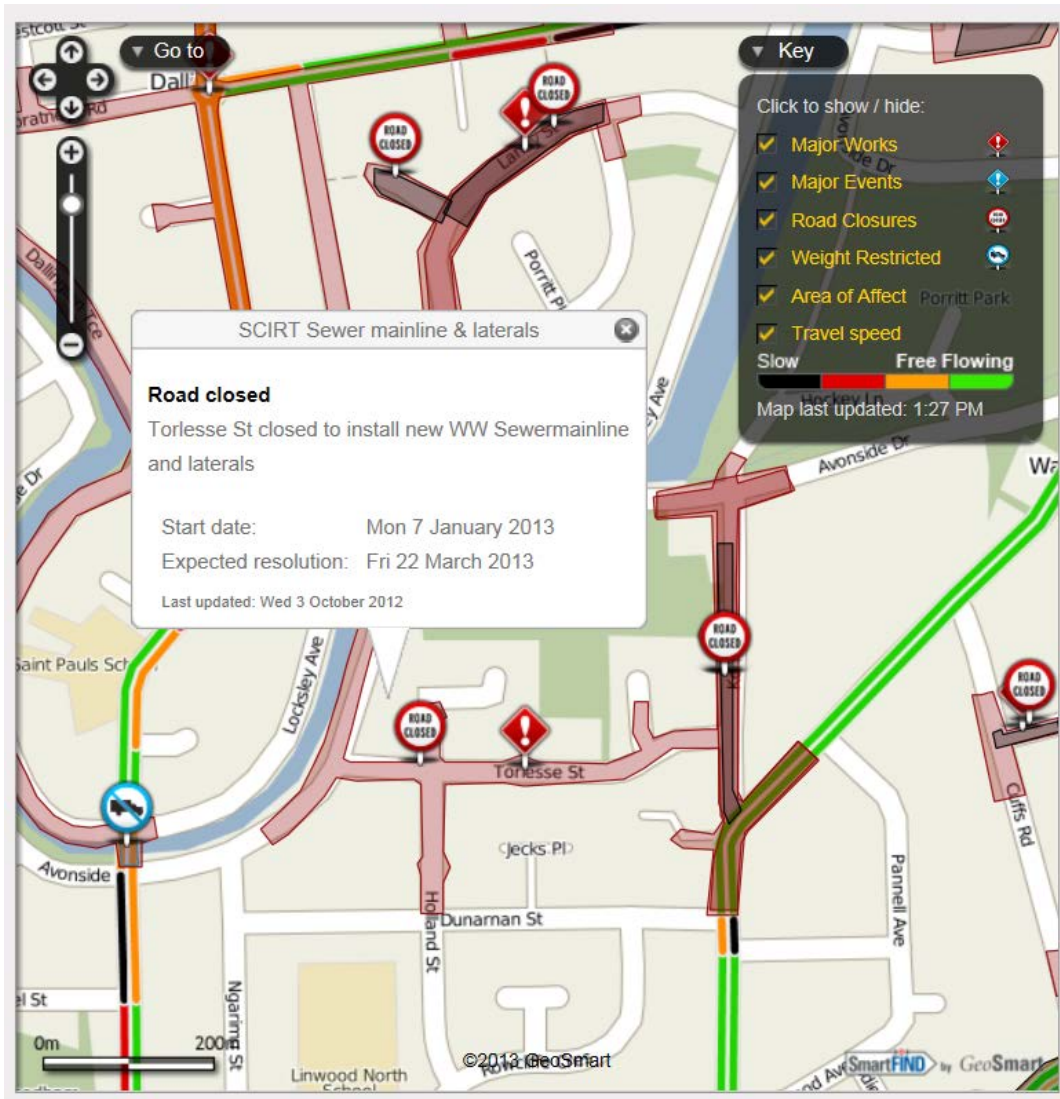 Go to
Key
Click to show / hide:
Major Works
Major Events
Road Closures
Weight Restricted
Area of Affect
Travel speed
Slow Free Flowing
Map last updated: 1:27 PM
ROAD
CLOSED
ROAD
CLOSED
Porritt Pl
Porritt Park
Hockey Ln
Avonside Dr
SCIRT Sewer mainline & laterals
Road closed
Torlesse St closed to install new WW Sewermainline
and laterals
Start date: Mon 7 January 2013
Expected resolution: Fri 22 March 2013
Last updated: Wed 3 October 2012
ROAD
CLOSED
ROAD
CLOSED
ROAD
CLOSED
Locksley Ave
Torlesse St
Cuffs Rd
Jecks Pl
Avonside
Pannell Ave
Holland St
Dunarnan St
Ngarimu St
el St
0m 200m
Linwood North
School
©2013 GeoSmart
SmartFIND by GeoSmart